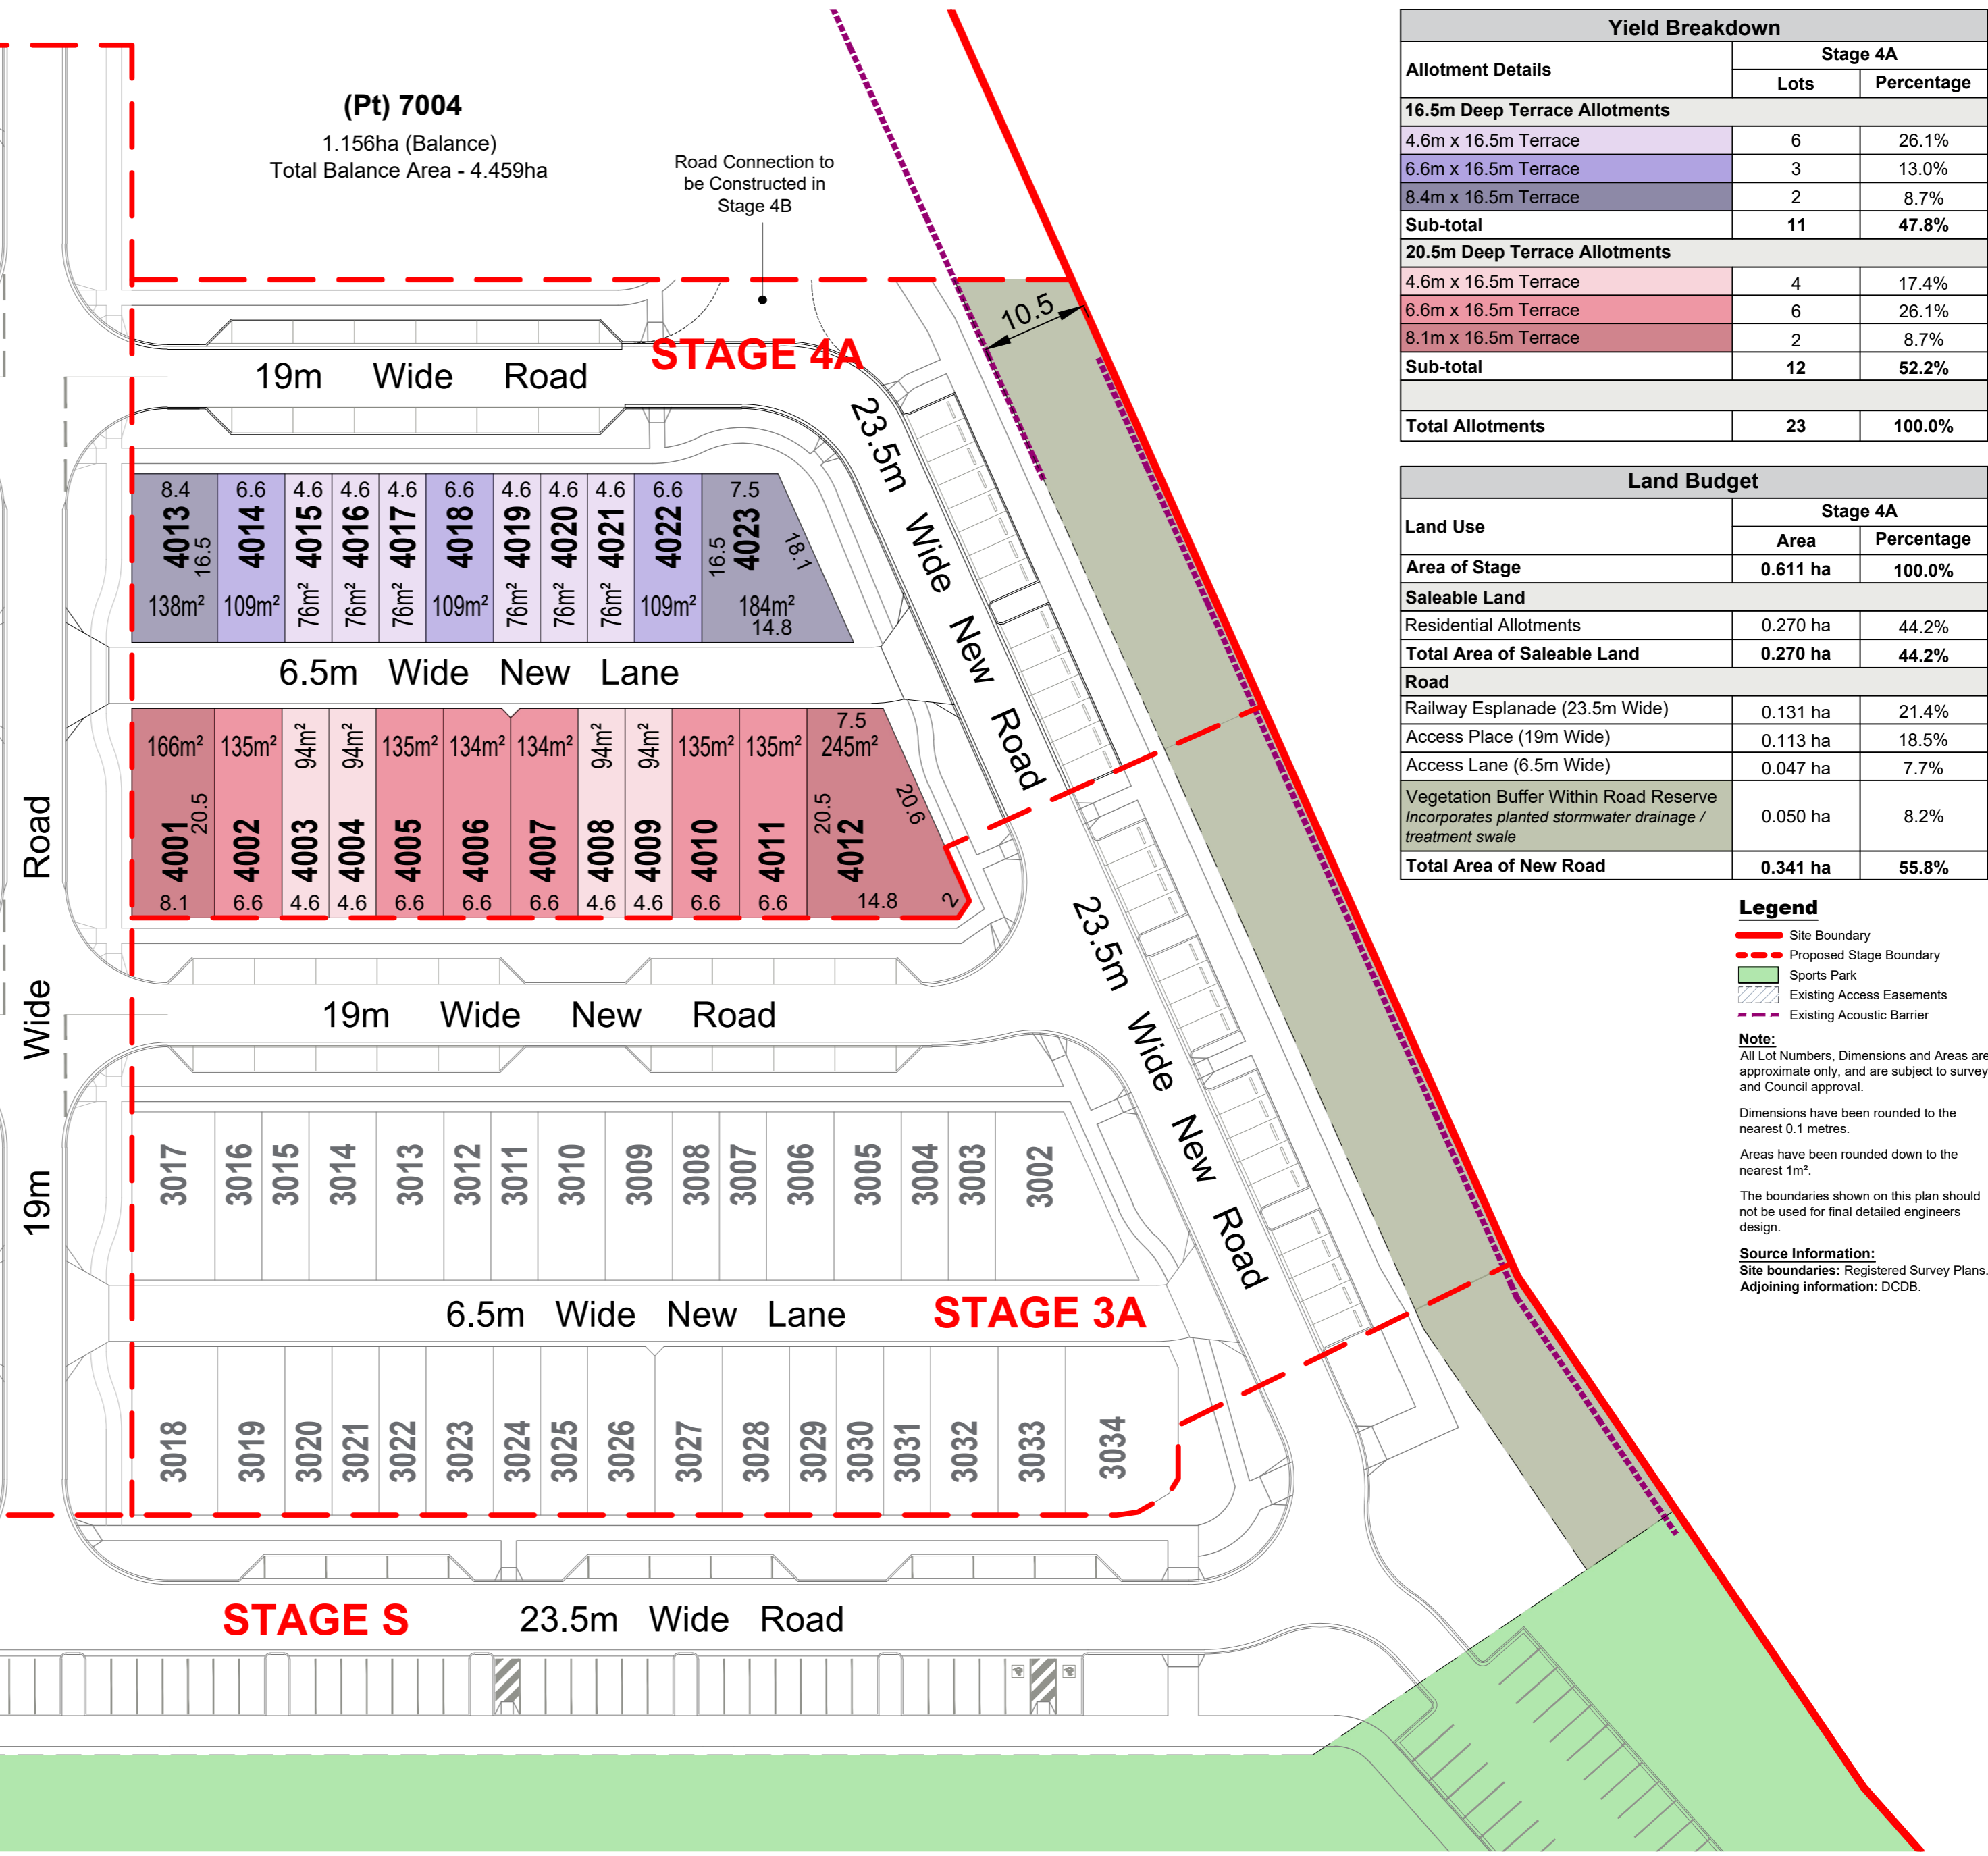 (Pt) 7004
1.156ha (Balance)
Total Balance Area - 4.459ha
Road Connection to
be Constructed in
Stage 4B
10.5
STAGE 4A
19m Wide Road
23.5m Wide New Road
8.4 6.6 4.6 4.6 4.6 6.6 4.6 4.6 4.6 6.6 7.5
4013 4014 4015 4016 4017 4018 4019 4020 4021 4022 4023
16.5 16.5 18.1
138m² 109m² 76m² 76m² 76m² 109m² 76m² 76m² 76m² 109m² 184m²
14.8
6.5m Wide New Lane
7.5
166m² 135m² 94m² 94m² 135m² 134m² 134m² 94m² 94m² 135m² 135m² 245m²
20.5 20.5 20.6
4001 4002 4003 4004 4005 4006 4007 4008 4009 4010 4011 4012
8.1 6.6 4.6 4.6 6.6 6.6 6.6 4.6 4.6 6.6 6.6 14.8 2
19m Wide Road
19m Wide New Road
23.5m Wide New Road
3017 3016 3015 3014 3013 3012 3011 3010 3009 3008 3007 3006 3005 3004 3003 3002
6.5m Wide New Lane
STAGE 3A
3018 3019 3020 3021 3022 3023 3024 3025 3026 3027 3028 3029 3030 3031 3032 3033 3034
STAGE S
23.5m Wide Road
Yield Breakdown
Allotment Details
Stage 4A
Lots Percentage
16.5m Deep Terrace Allotments
4.6m x 16.5m Terrace 6 26.1%
6.6m x 16.5m Terrace 3 13.0%
8.4m x 16.5m Terrace 2 8.7%
Sub-total 11 47.8%
20.5m Deep Terrace Allotments
4.6m x 16.5m Terrace 4 17.4%
6.6m x 16.5m Terrace 6 26.1%
8.1m x 16.5m Terrace 2 8.7%
Sub-total 12 52.2%
Total Allotments 23 100.0%
Land Budget
Land Use
Stage 4A
Area Percentage
Area of Stage 0.611 ha 100.0%
Saleable Land
Residential Allotments 0.270 ha 44.2%
Total Area of Saleable Land 0.270 ha 44.2%
Road
Railway Esplanade (23.5m Wide) 0.131 ha 21.4%
Access Place (19m Wide) 0.113 ha 18.5%
Access Lane (6.5m Wide) 0.047 ha 7.7%
Vegetation Buffer Within Road Reserve
Incorporates planted stormwater drainage /
treatment swale
0.050 ha 8.2%
Total Area of New Road 0.341 ha 55.8%
Legend
Site Boundary
Proposed Stage Boundary
Sports Park
Existing Access Easements
Existing Acoustic Barrier
Note:
All Lot Numbers, Dimensions and Areas are
approximate only, and are subject to survey
and Council approval.
Dimensions have been rounded to the
nearest 0.1 metres.
Areas have been rounded down to the
nearest 1m².
The boundaries shown on this plan should
not be used for final detailed engineers
design.
Source Information:
Site boundaries: Registered Survey Plans.
Adjoining information: DCDB.